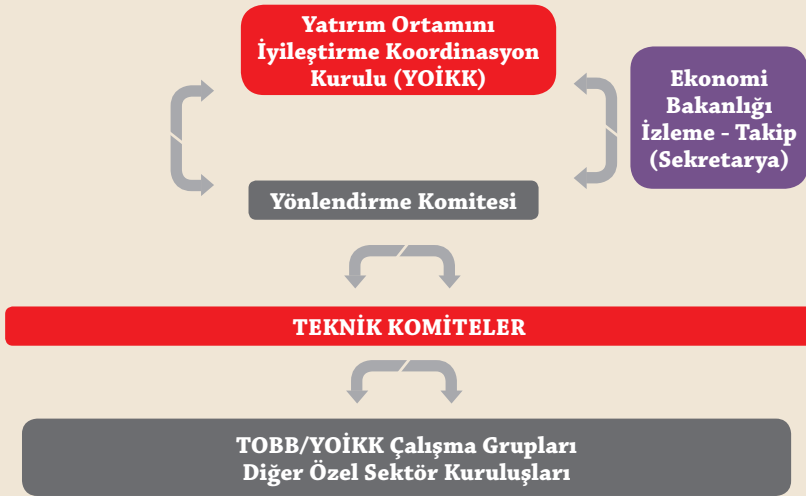 Yatırım Ortamını
İyileştirme Koordinasyon
Kurulu (YOİKK)
Ekonomi
Bakanlığı
İzleme - Takip
(Sekretarya)
Yönlendirme Komitesi
TEKNİK KOMİTELER
TOBB/YOİKK Çalışma Grupları
Diğer Özel Sektör Kuruluşları